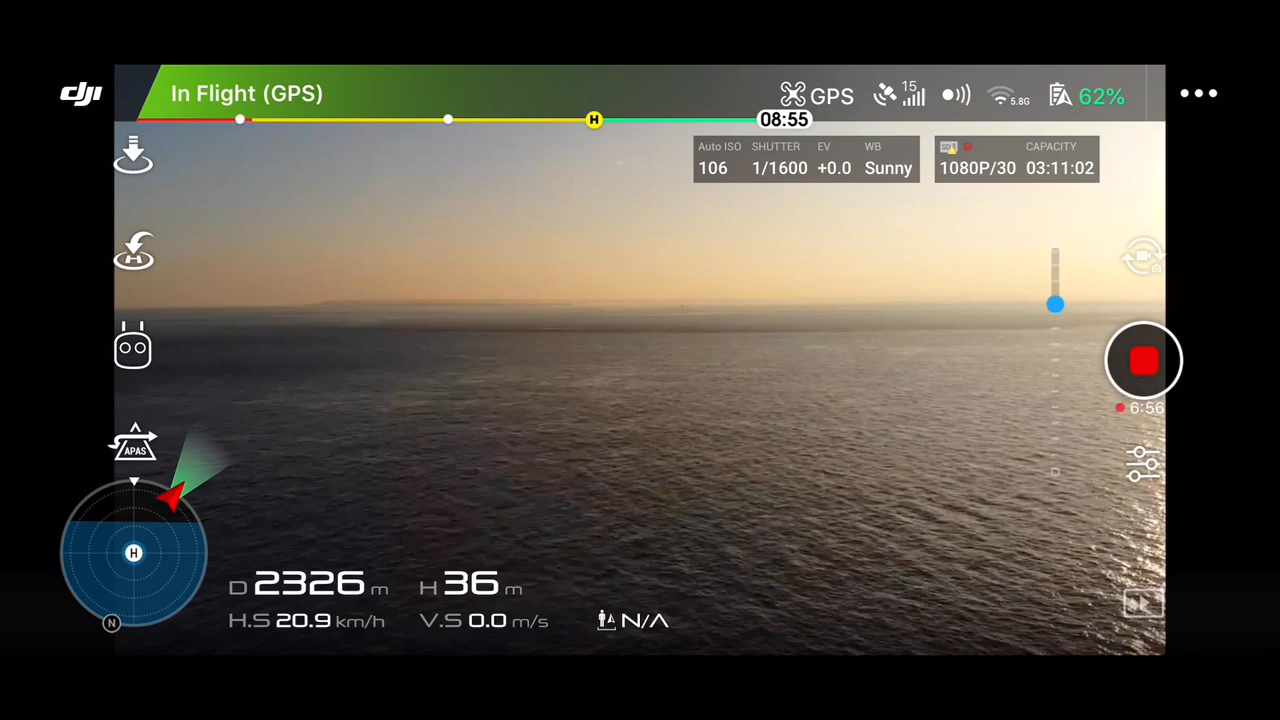 dji
In Flight (GPS)
GPS
15
5.8G
62%
H
08:55
Auto ISO SHUTTER EV WB
106 1/1600 +0.0 Sunny
SD CAPACITY
1080P/30 03:11:02
H
6:56
APAS
H
N
D 2326 m H 36 m
H.S 20.9 km/h V.S 0.0 m/s N/A